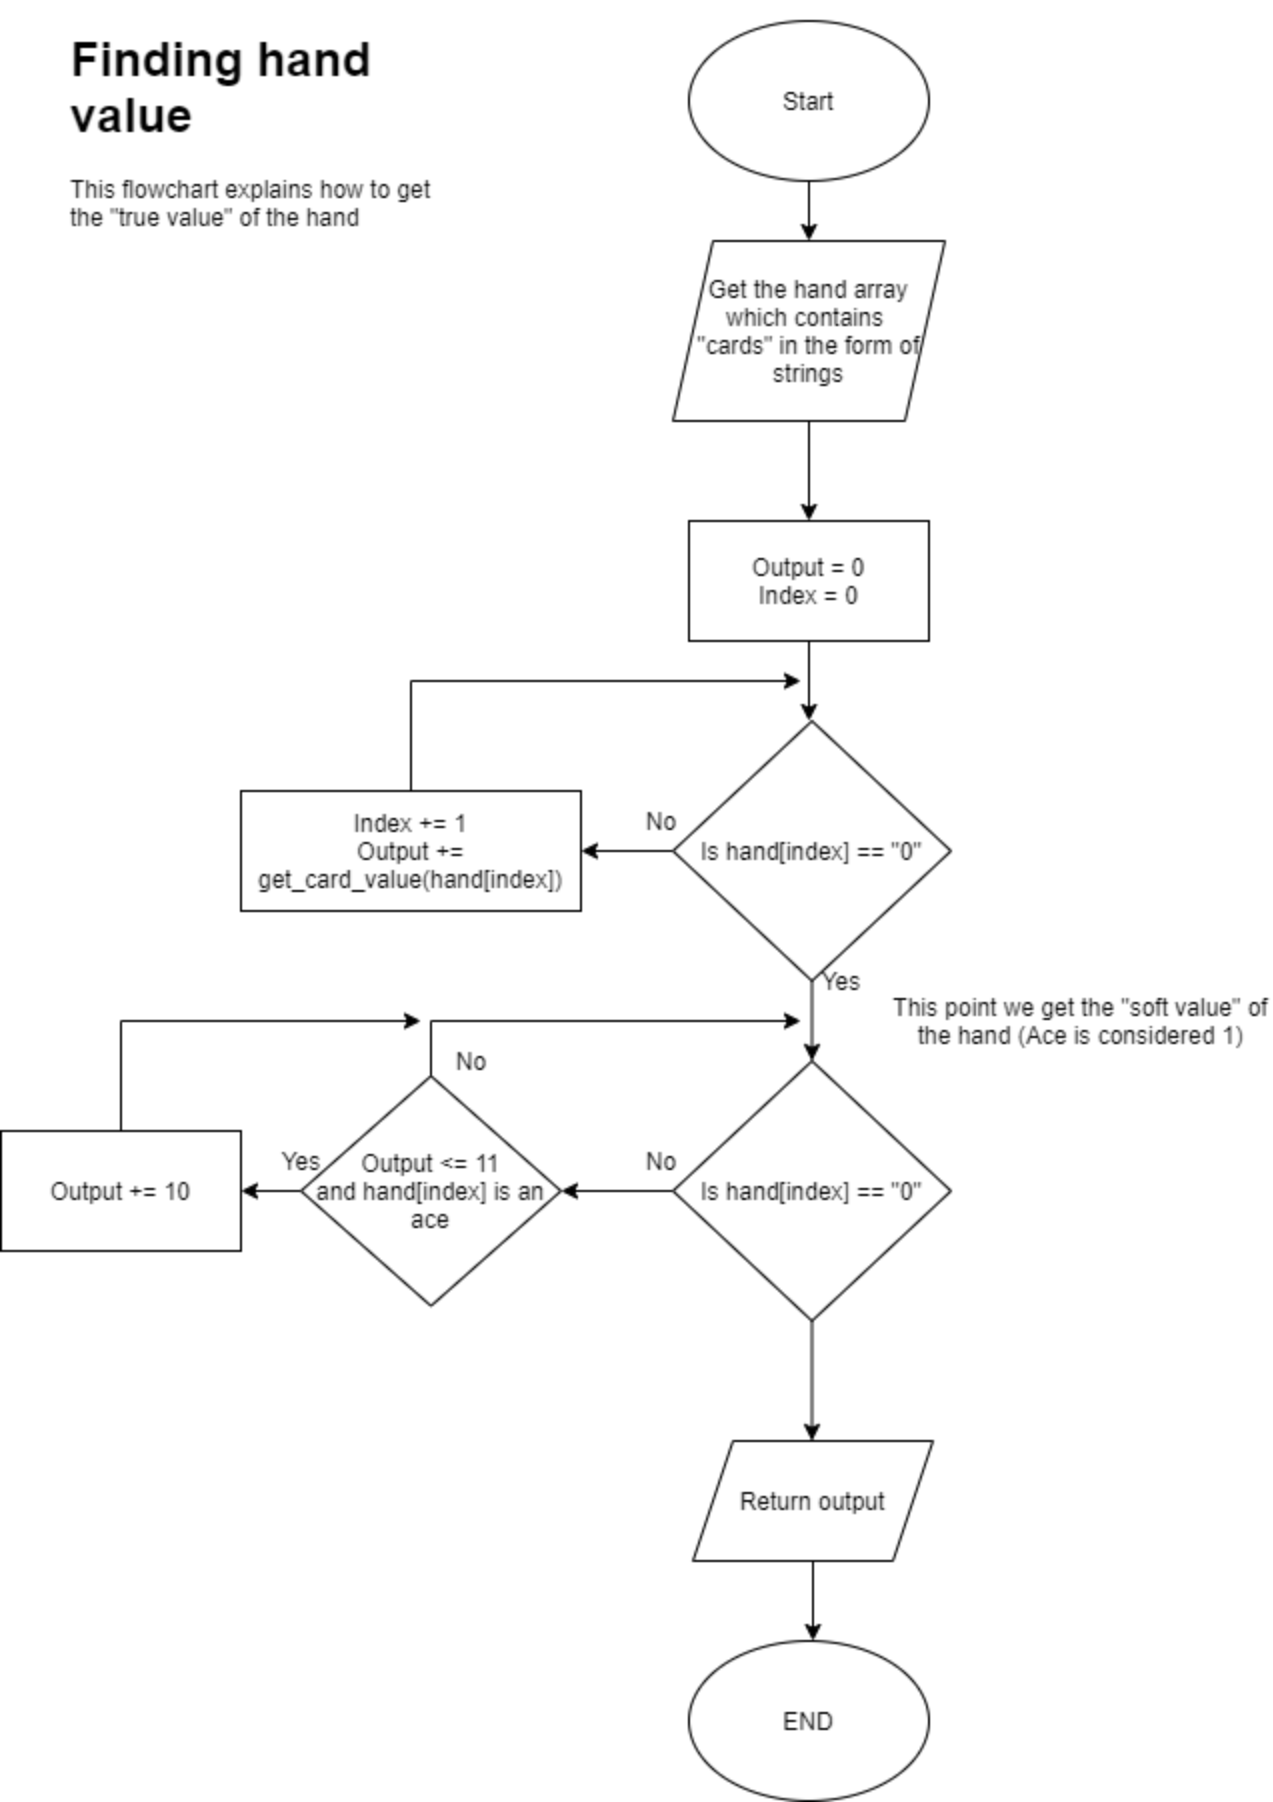 Finding hand
value
This flowchart explains how to get
the "true value" of the hand
Start
Get the hand array
which contains
"cards" in the form of
strings
Output = 0
Index = 0
Is hand[index] == "0"
No
Index += 1
Output +=
get_card_value(hand[index])
Yes
This point we get the "soft value" of
the hand (Ace is considered 1)
Is hand[index] == "0"
No
Output <= 11
and hand[index] is an
ace
No
Yes
Output += 10
Return output
END